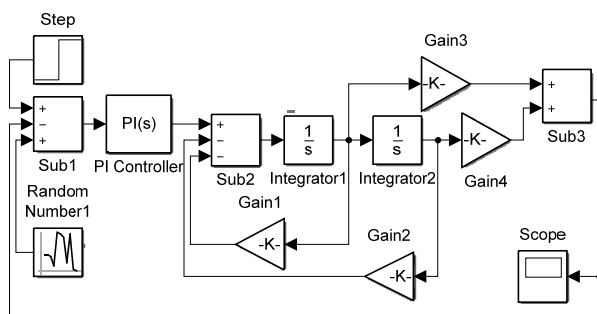 Step
Gain3
-K-
+
−
+
Sub1
PI(s)
PI Controller
+
−
−
Sub2
1
s
Integrator1
1
s
Integrator2
-K-
Gain4
+
+
Sub3
Random
Number1
Gain1
-K-
Gain2
-K-
Scope